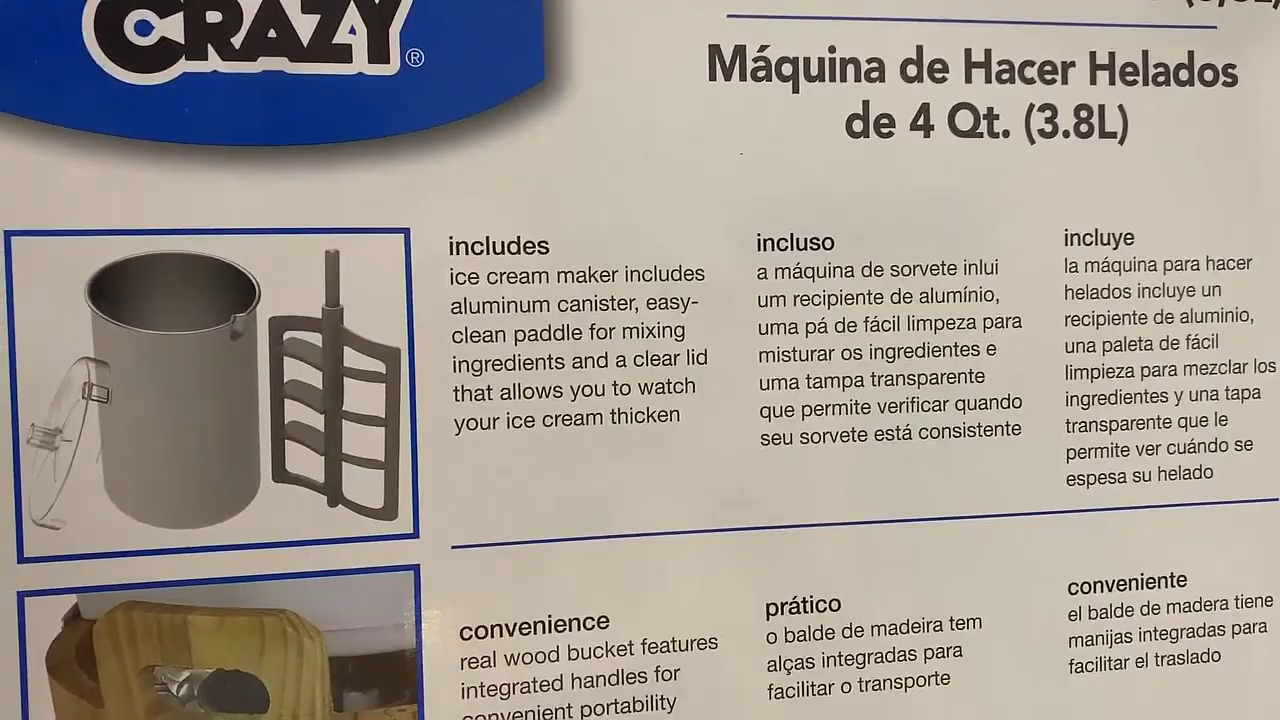 CRAZY®
Máquina de Hacer Helados
de 4 Qt. (3.8L)
includes
ice cream maker includes
aluminum canister, easy-
clean paddle for mixing
ingredients and a clear lid
that allows you to watch
your ice cream thicken
incluso
a máquina de sorvete inlui
um recipiente de alumínio,
uma pá de fácil limpeza para
misturar os ingredientes e
uma tampa transparente
que permite verificar quando
seu sorvete está consistente
incluye
la máquina para hacer
helados incluye un
recipiente de aluminio,
una paleta de fácil
limpieza para mezclar los
ingredientes y una tapa
transparente que le
permite ver cuándo se
espesa su helado
convenience
real wood bucket features
integrated handles for
convenient portability
prático
o balde de madeira tem
alças integradas para
facilitar o transporte
conveniente
el balde de madera tiene
manijas integradas para
facilitar el traslado